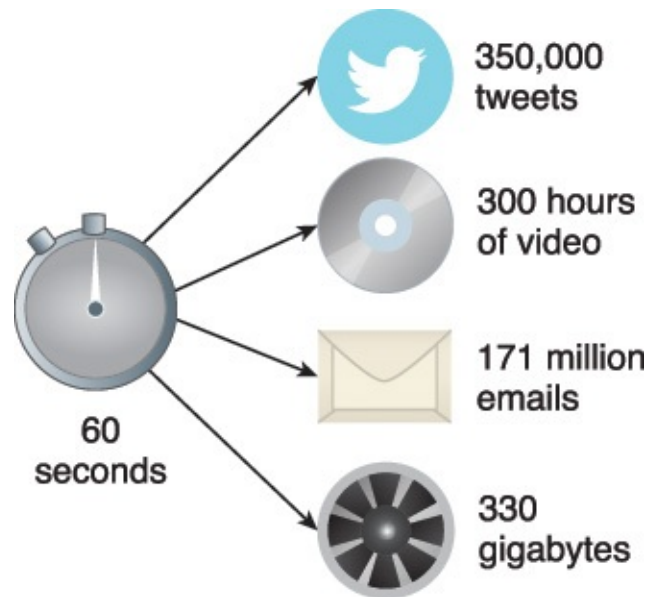 350,000
tweets
300 hours
of video
171 million
emails
60
seconds
330
gigabytes